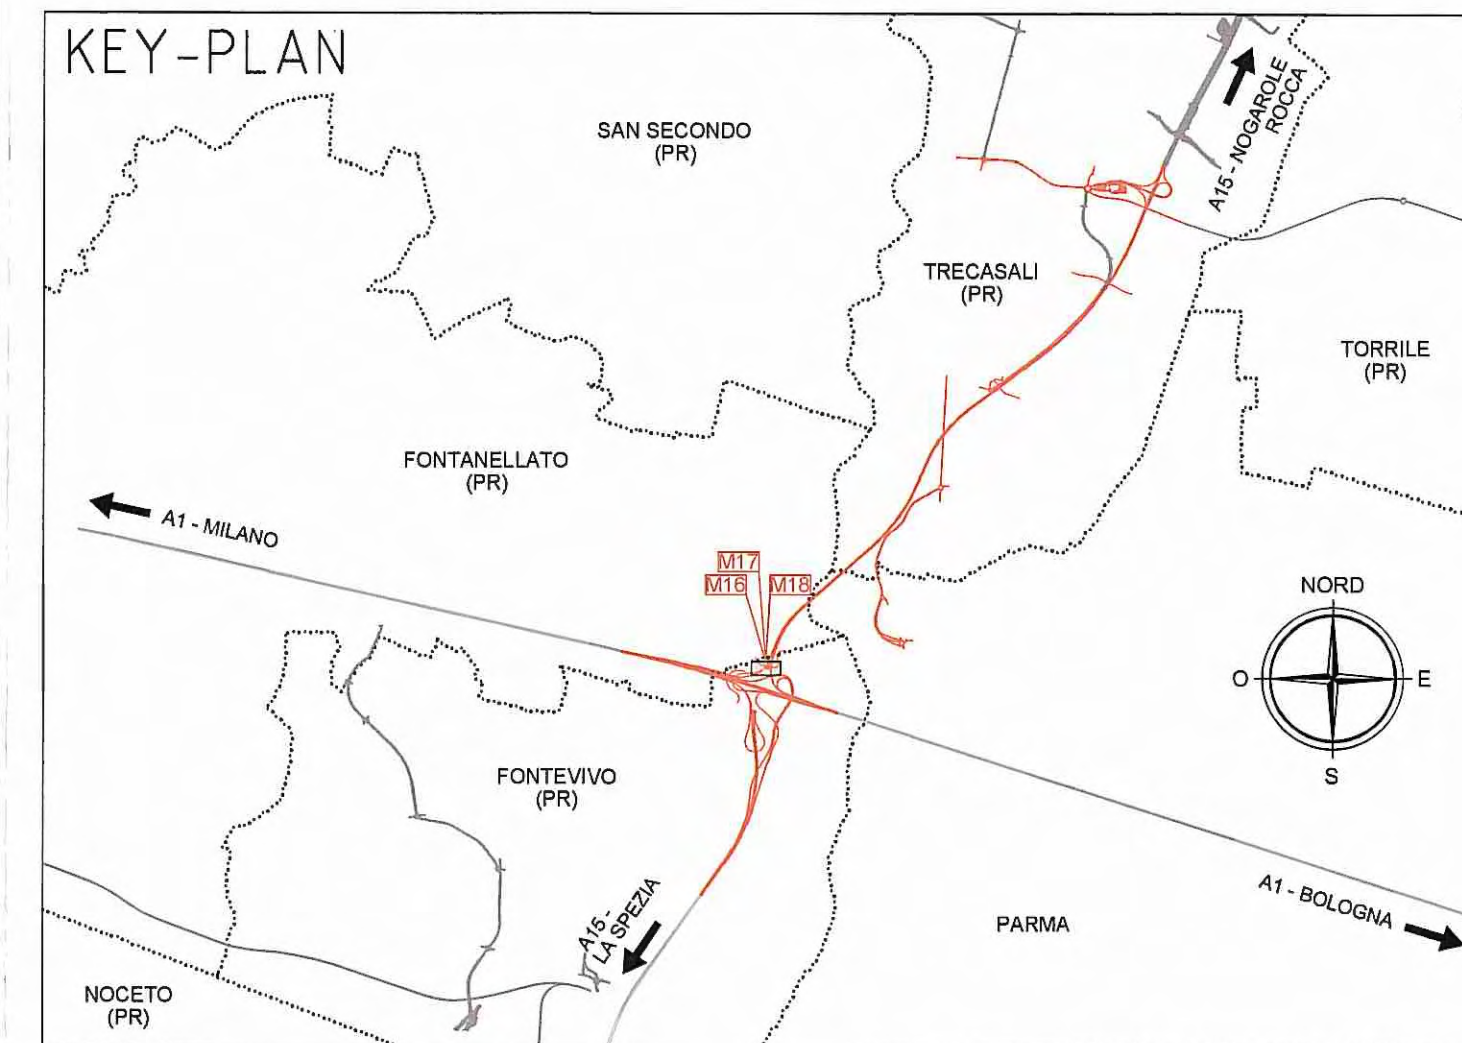 KEY-PLAN
SAN SECONDO
(PR)
A15 - NOGAROLE
ROCCA
TRECASALI
(PR)
TORRILE
(PR)
FONTANELLATO
(PR)
A1 - MILANO
M17
M16
M18
NORD
O
E
S
FONTEVIVO
(PR)
A15 -
LA SPEZIA
A1 - BOLOGNA
PARMA
NOCETO
(PR)